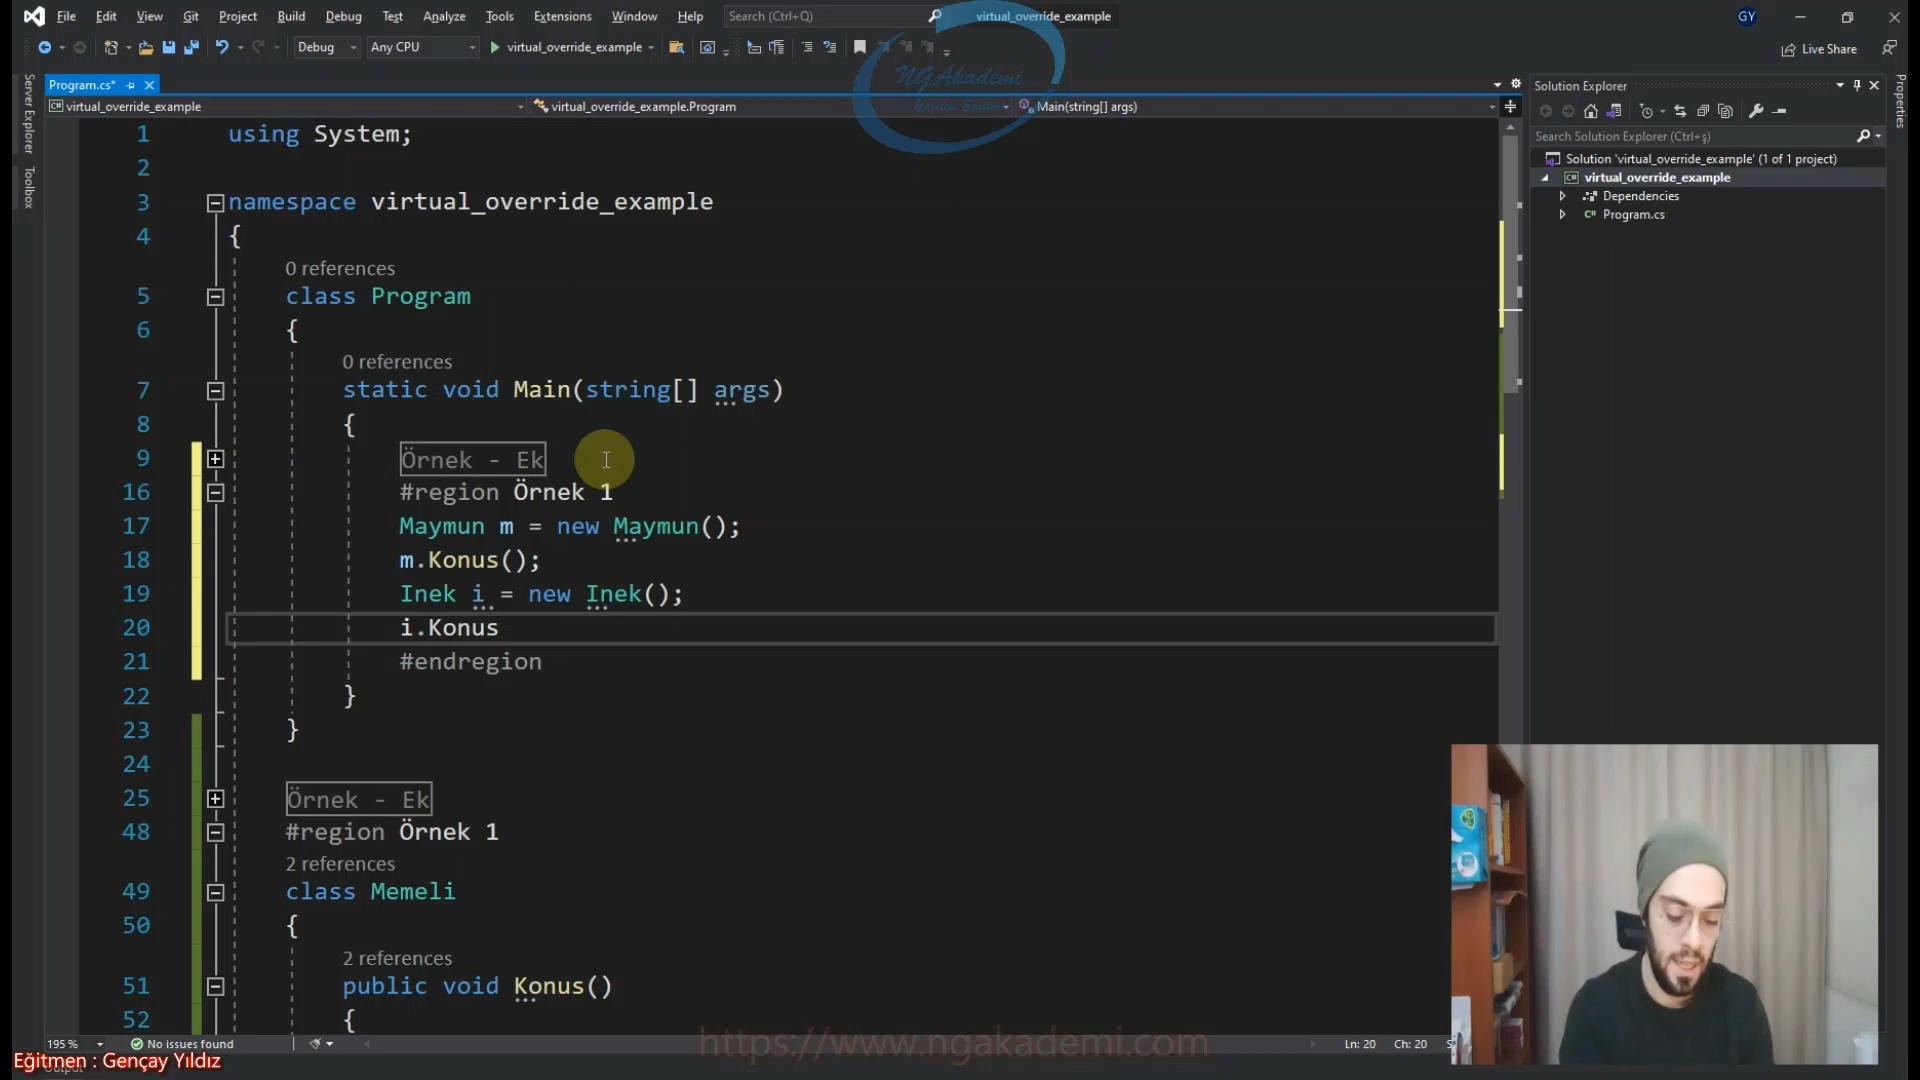 File Edit View Git Project Build Debug Test Analyze Tools Extensions Window Help Search (Ctrl+Q) virtual_override_example GY
Debug Any CPU virtual_override_example Live Share
NGAkademi
Program.cs*
virtual_override_example virtual_override_example.Program Main(string[] args)
Server Explorer
Toolbox
Properties
Solution Explorer
Search Solution Explorer (Ctrl+ş)
Solution 'virtual_override_example' (1 of 1 project)
virtual_override_example
Dependencies
C# Program.cs
1 using System;
2
3 namespace virtual_override_example
4 {
0 references
5 class Program
6 {
0 references
7 static void Main(string[] args)
8 {
9 Örnek - Ek
16 #region Örnek 1
17 Maymun m = new Maymun();
18 m.Konus();
19 Inek i = new Inek();
20 i.Konus
21 #endregion
22 }
23 }
24
25 Örnek - Ek
48 #region Örnek 1
2 references
49 class Memeli
50 {
2 references
51 public void Konus()
52 {
195 % No issues found Ln: 20 Ch: 20
https://www.ngakademi.com
Eğitmen : Gençay Yıldız